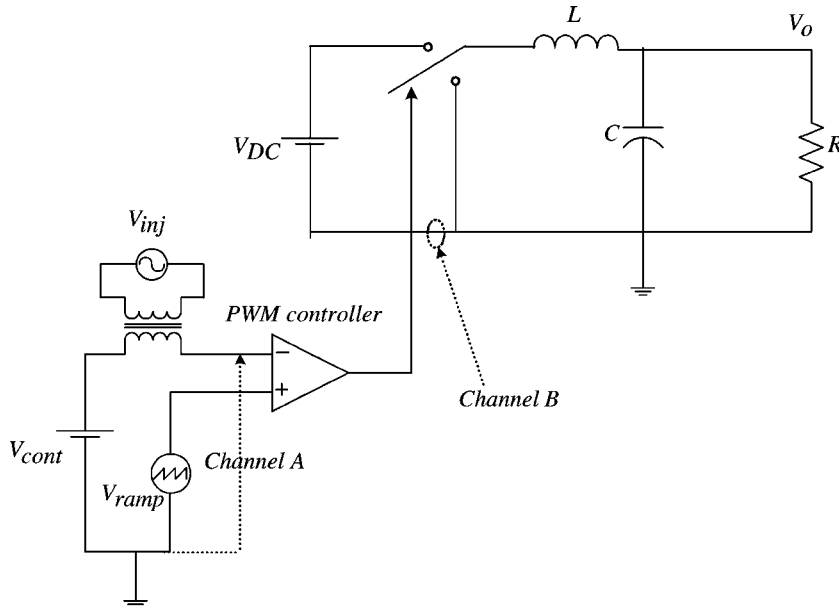 L
V_o
V_DC
C
R
V_inj
PWM controller
−
+
Channel B
V_cont
V_ramp
Channel A